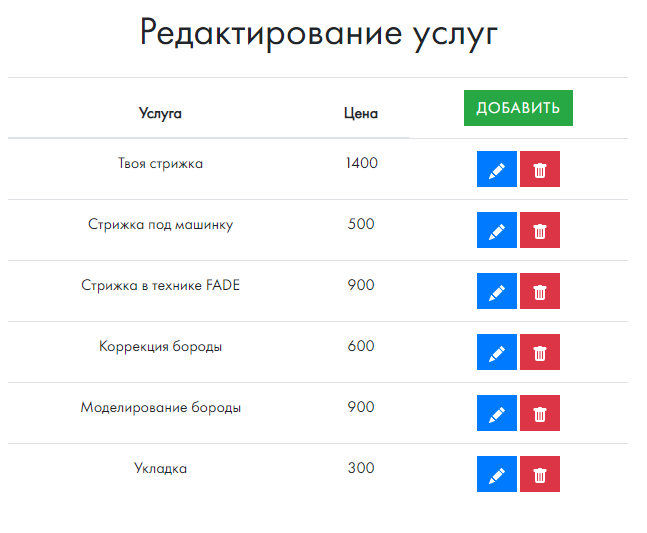 Редактирование услуг
Услуга Цена ДОБАВИТЬ
Твоя стрижка 1400
Стрижка под машинку 500
Стрижка в технике FADE 900
Коррекция бороды 600
Моделирование бороды 900
Укладка 300